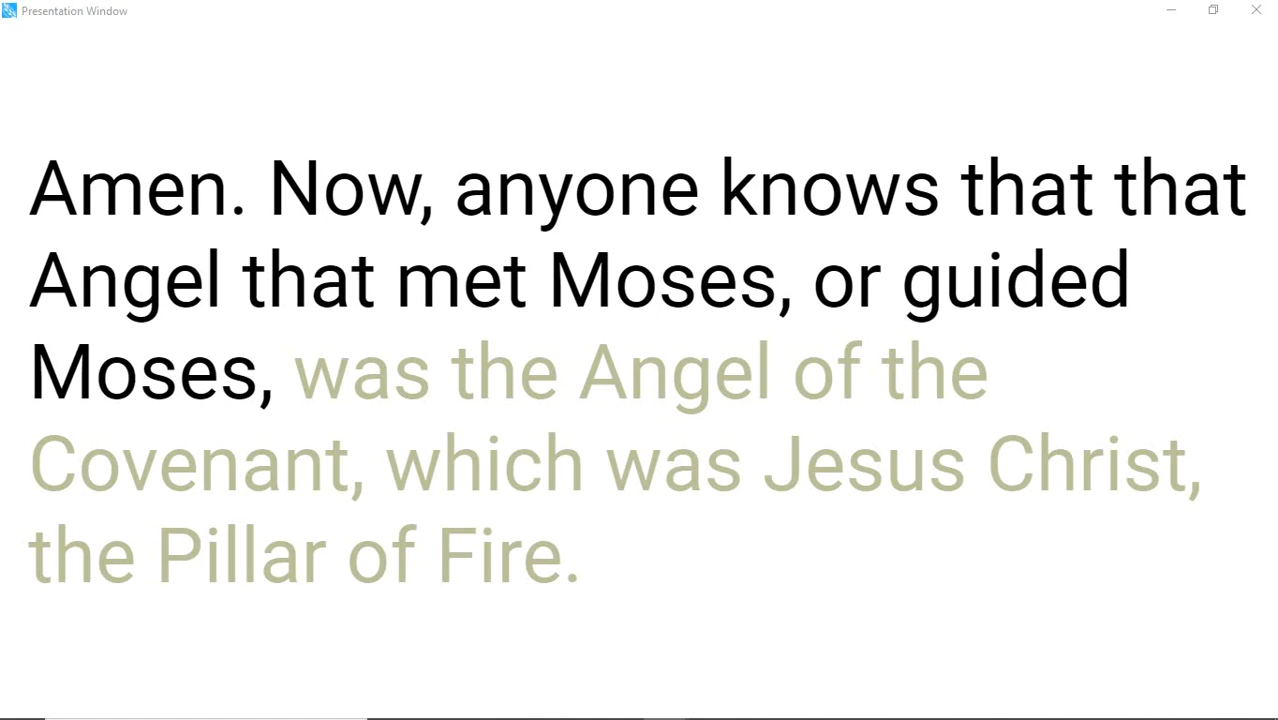 Presentation Window
Amen. Now, anyone knows that that
Angel that met Moses, or guided
Moses, was the Angel of the
Covenant, which was Jesus Christ,
the Pillar of Fire.